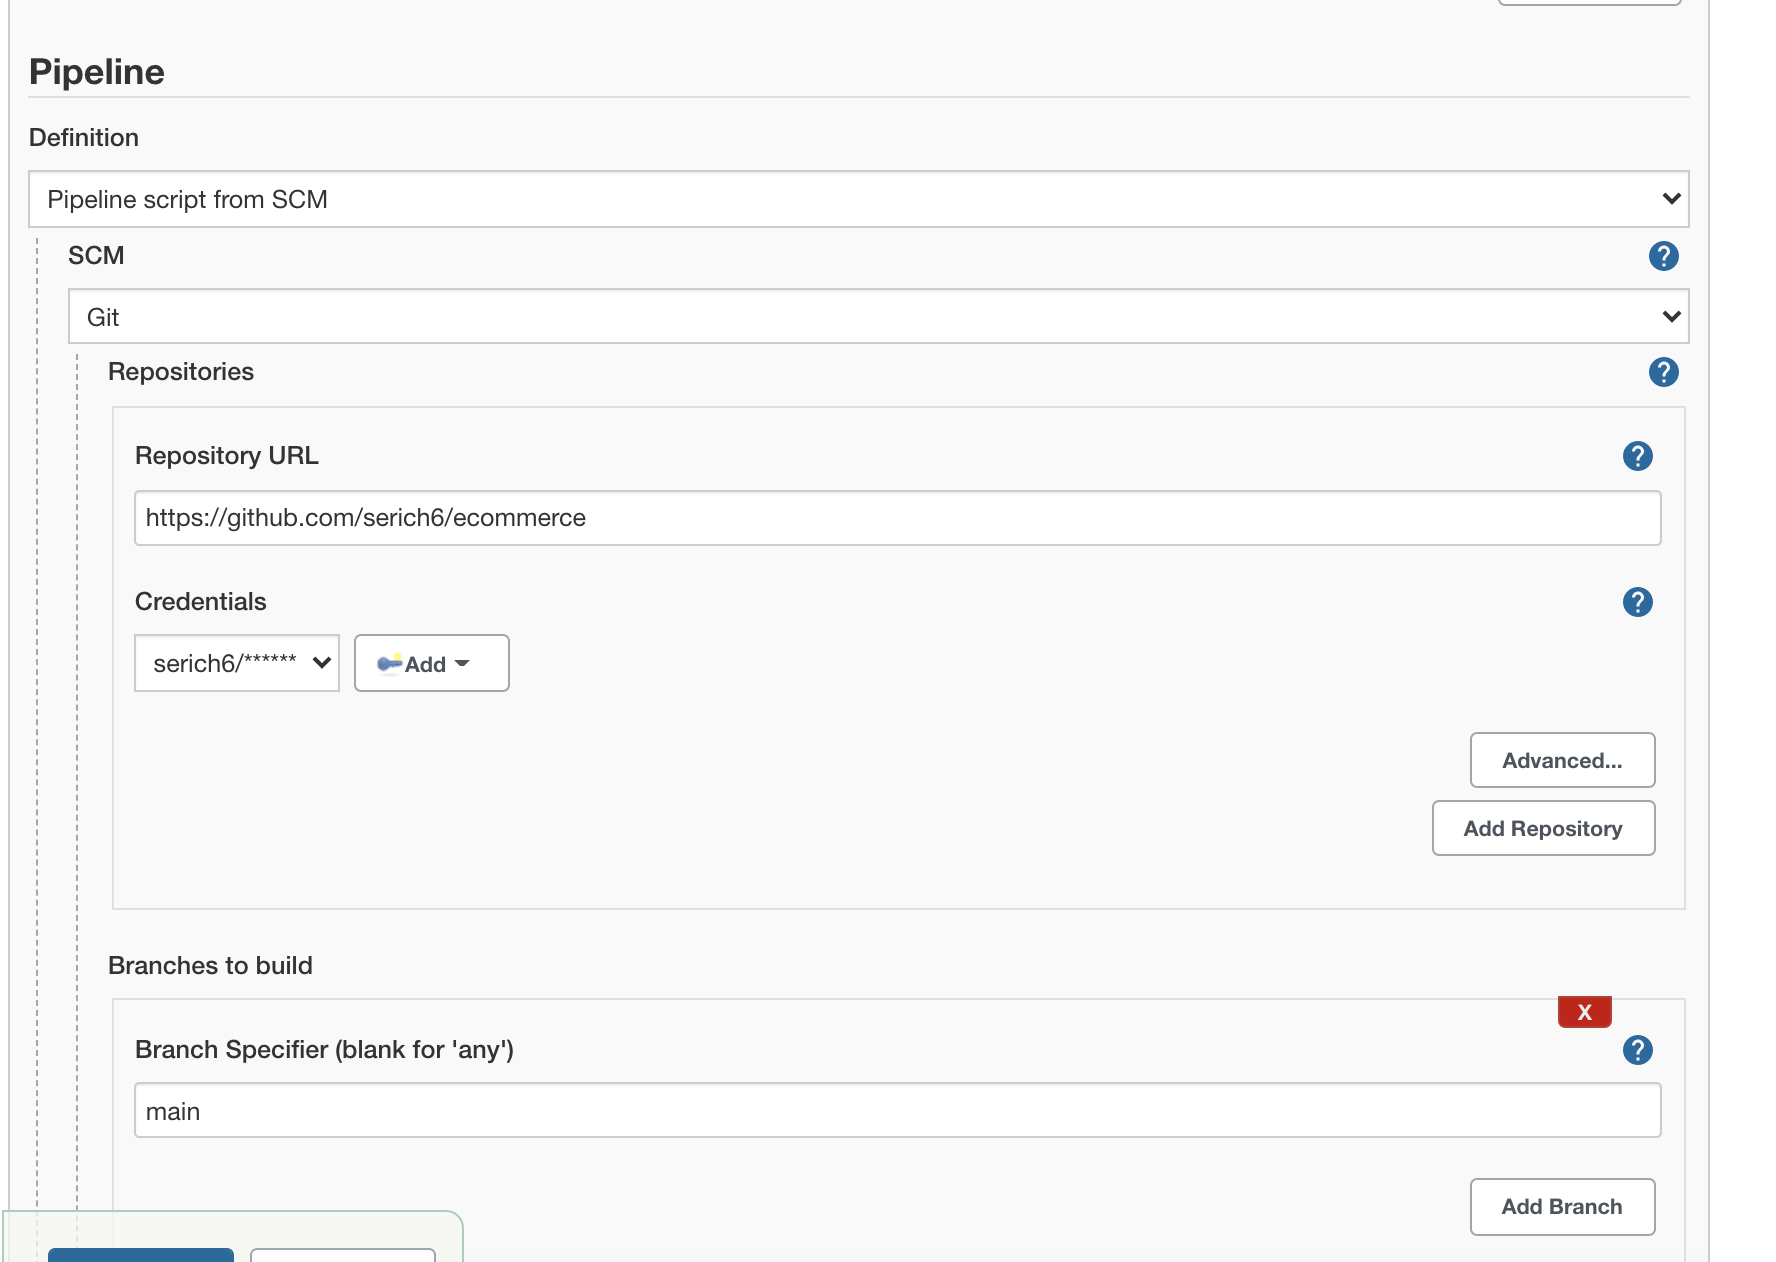 Pipeline
Definition
Pipeline script from SCM
SCM
?
Git
Repositories
?
Repository URL
?
https://github.com/serich6/ecommerce
Credentials
?
serich6/******
Add
Advanced...
Add Repository
Branches to build
X
Branch Specifier (blank for 'any')
?
main
Add Branch